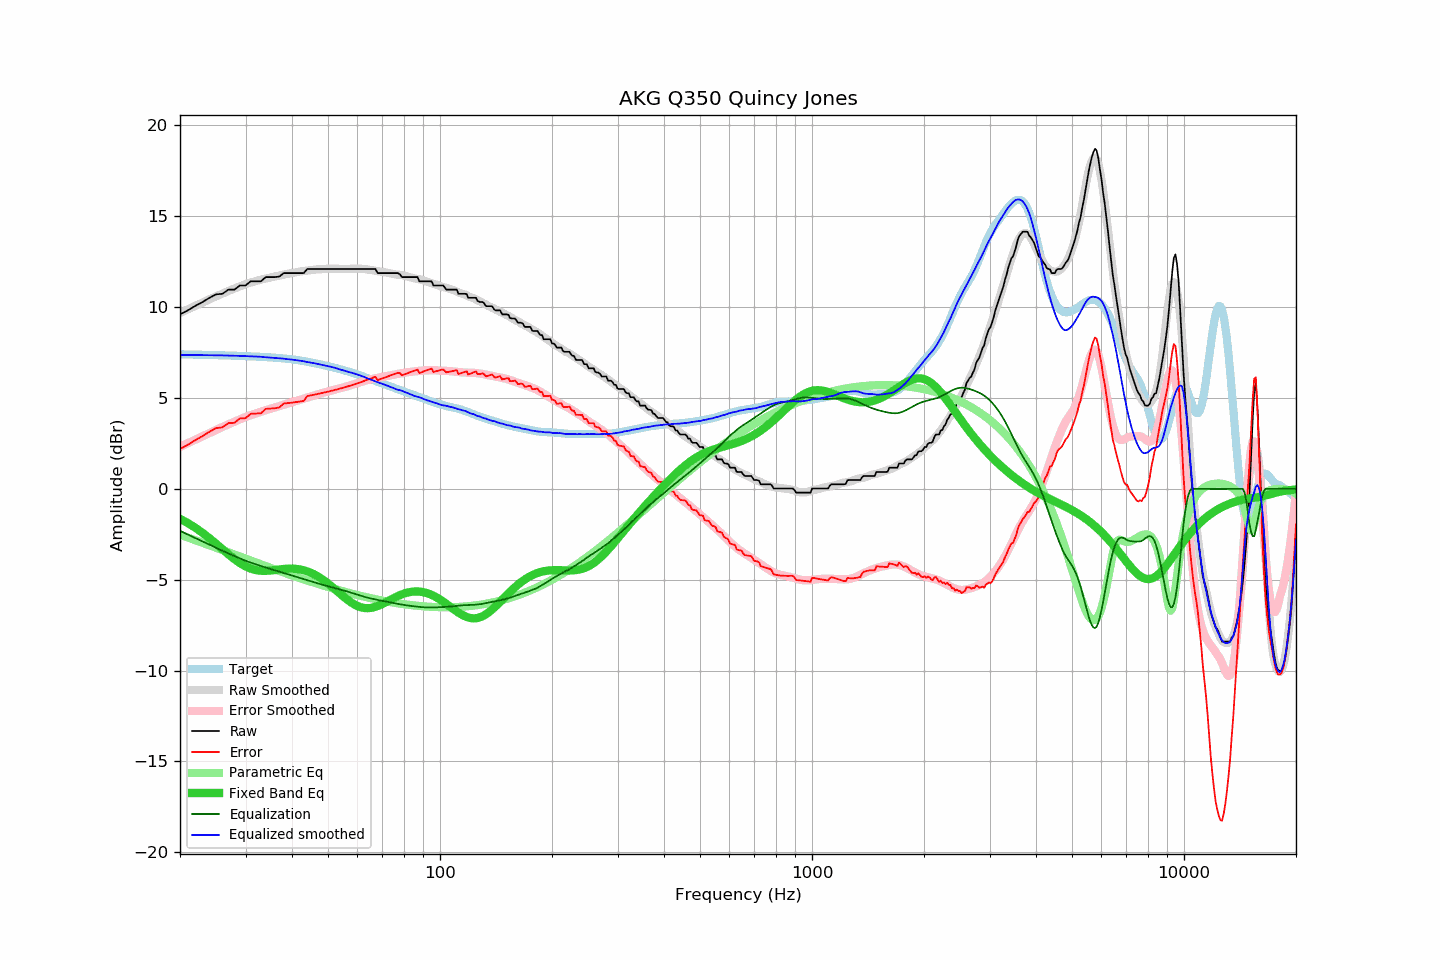 AKG Q350 Quincy Jones
20
15
10
5
0
−5
−10
−15
−20
Amplitude (dBr)
Target
Raw Smoothed
Error Smoothed
Raw
Error
Parametric Eq
Fixed Band Eq
Equalization
Equalized smoothed
100
1000
10000
Frequency (Hz)